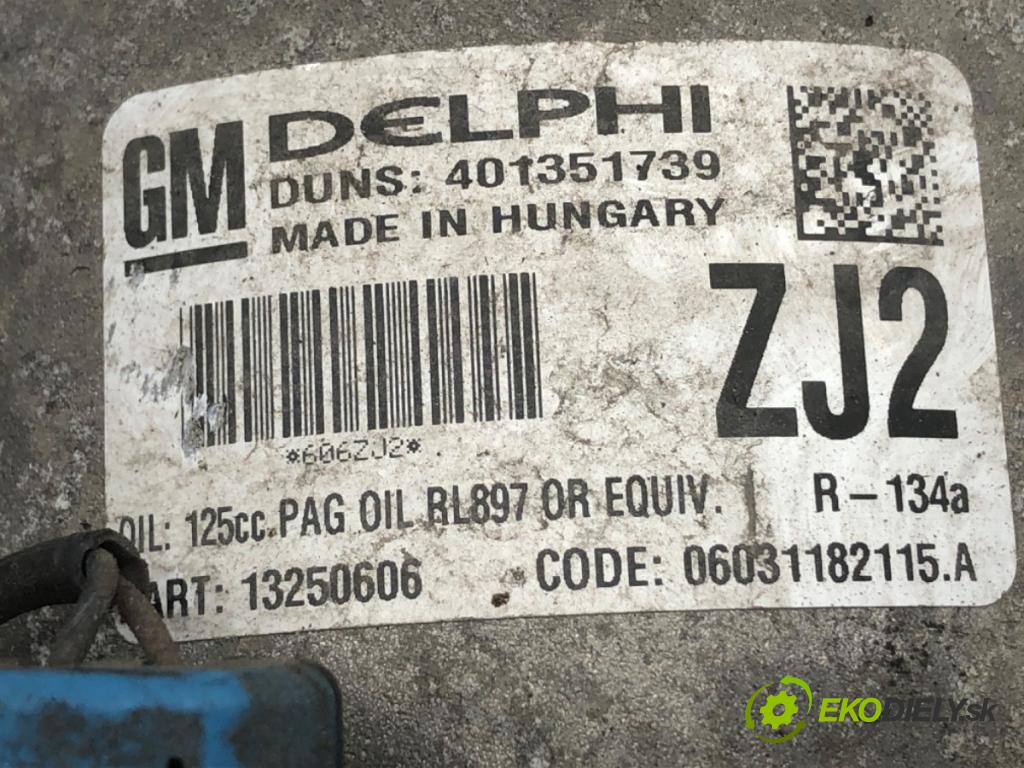 GM DELPHI
DUNS: 401351739
MADE IN HUNGARY
ZJ2
*606ZJ2*
OIL: 125cc PAG OIL RL897 OR EQUIV. R-134a
PART: 13250606 CODE: 06031182115.A
EKODIELY.sk